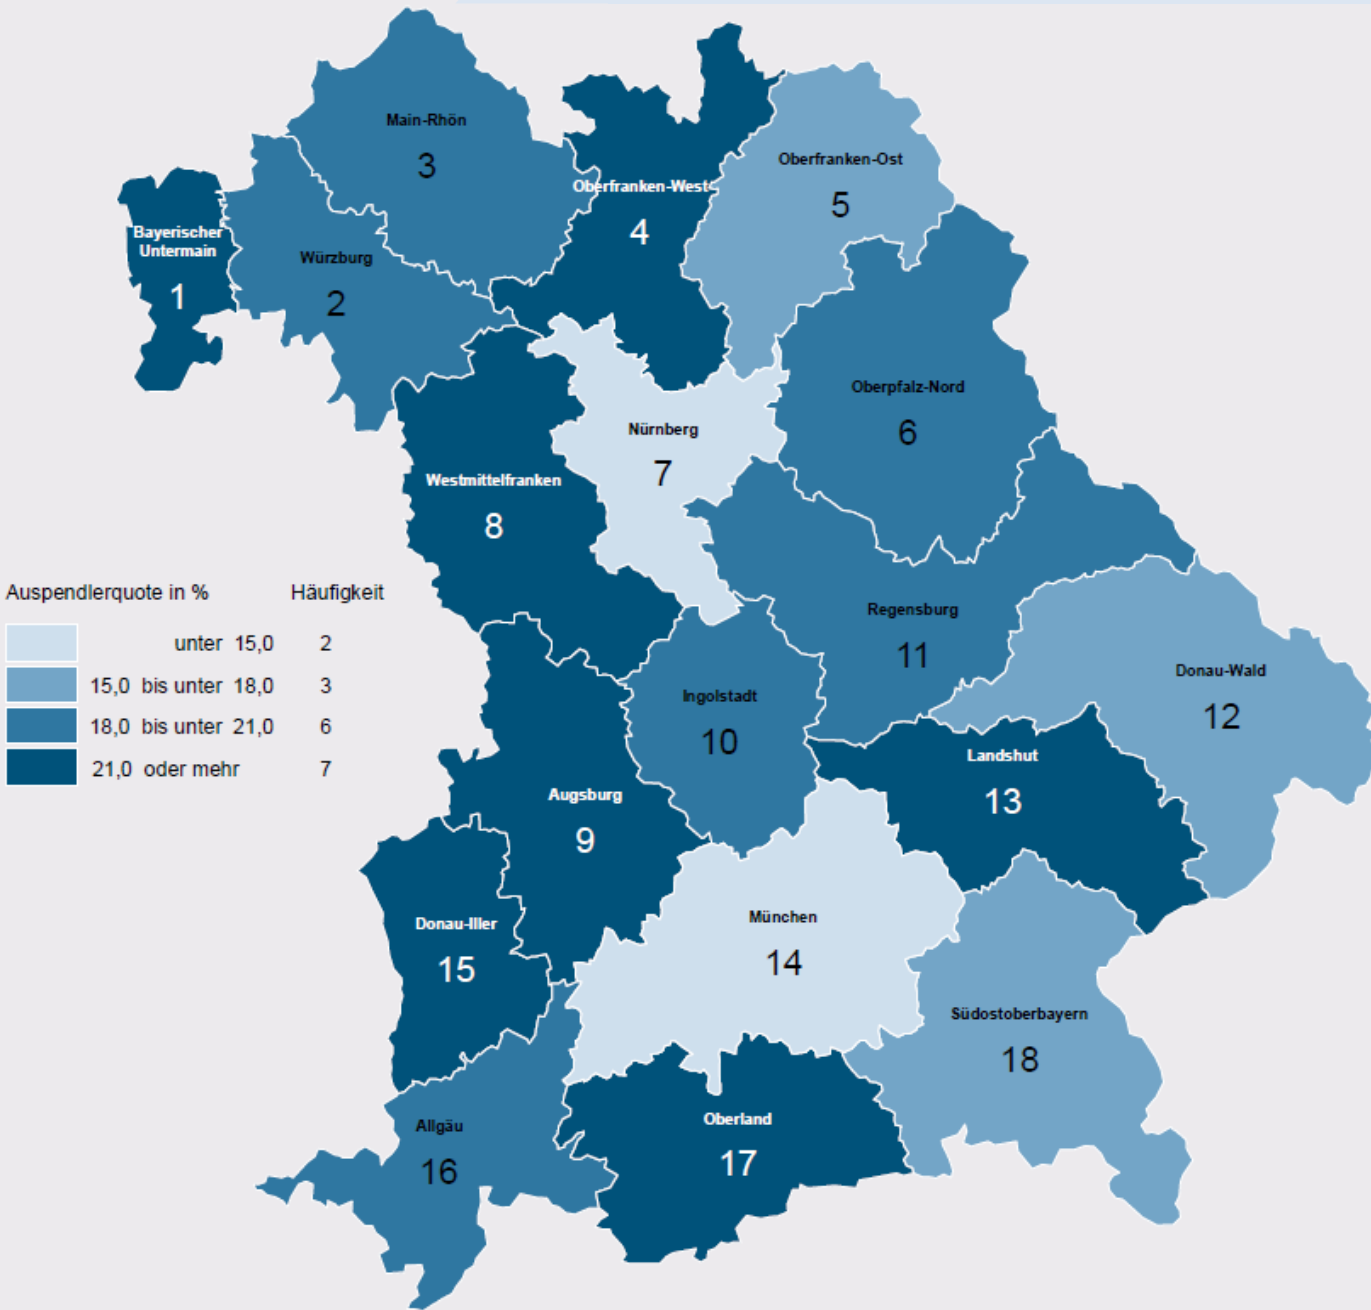 Main-Rhön
3
Oberfranken-West
4
Oberfranken-Ost
5
Bayerischer
Untermain
1
Würzburg
2
Oberpfalz-Nord
6
Nürnberg
7
Westmittelfranken
8
Auspendlerquote in % Häufigkeit
unter 15,0 2
15,0 bis unter 18,0 3
18,0 bis unter 21,0 6
21,0 oder mehr 7
Regensburg
11
Donau-Wald
12
Ingolstadt
10
Landshut
13
Augsburg
9
Donau-Iller
15
München
14
Südostoberbayern
18
Allgäu
16
Oberland
17